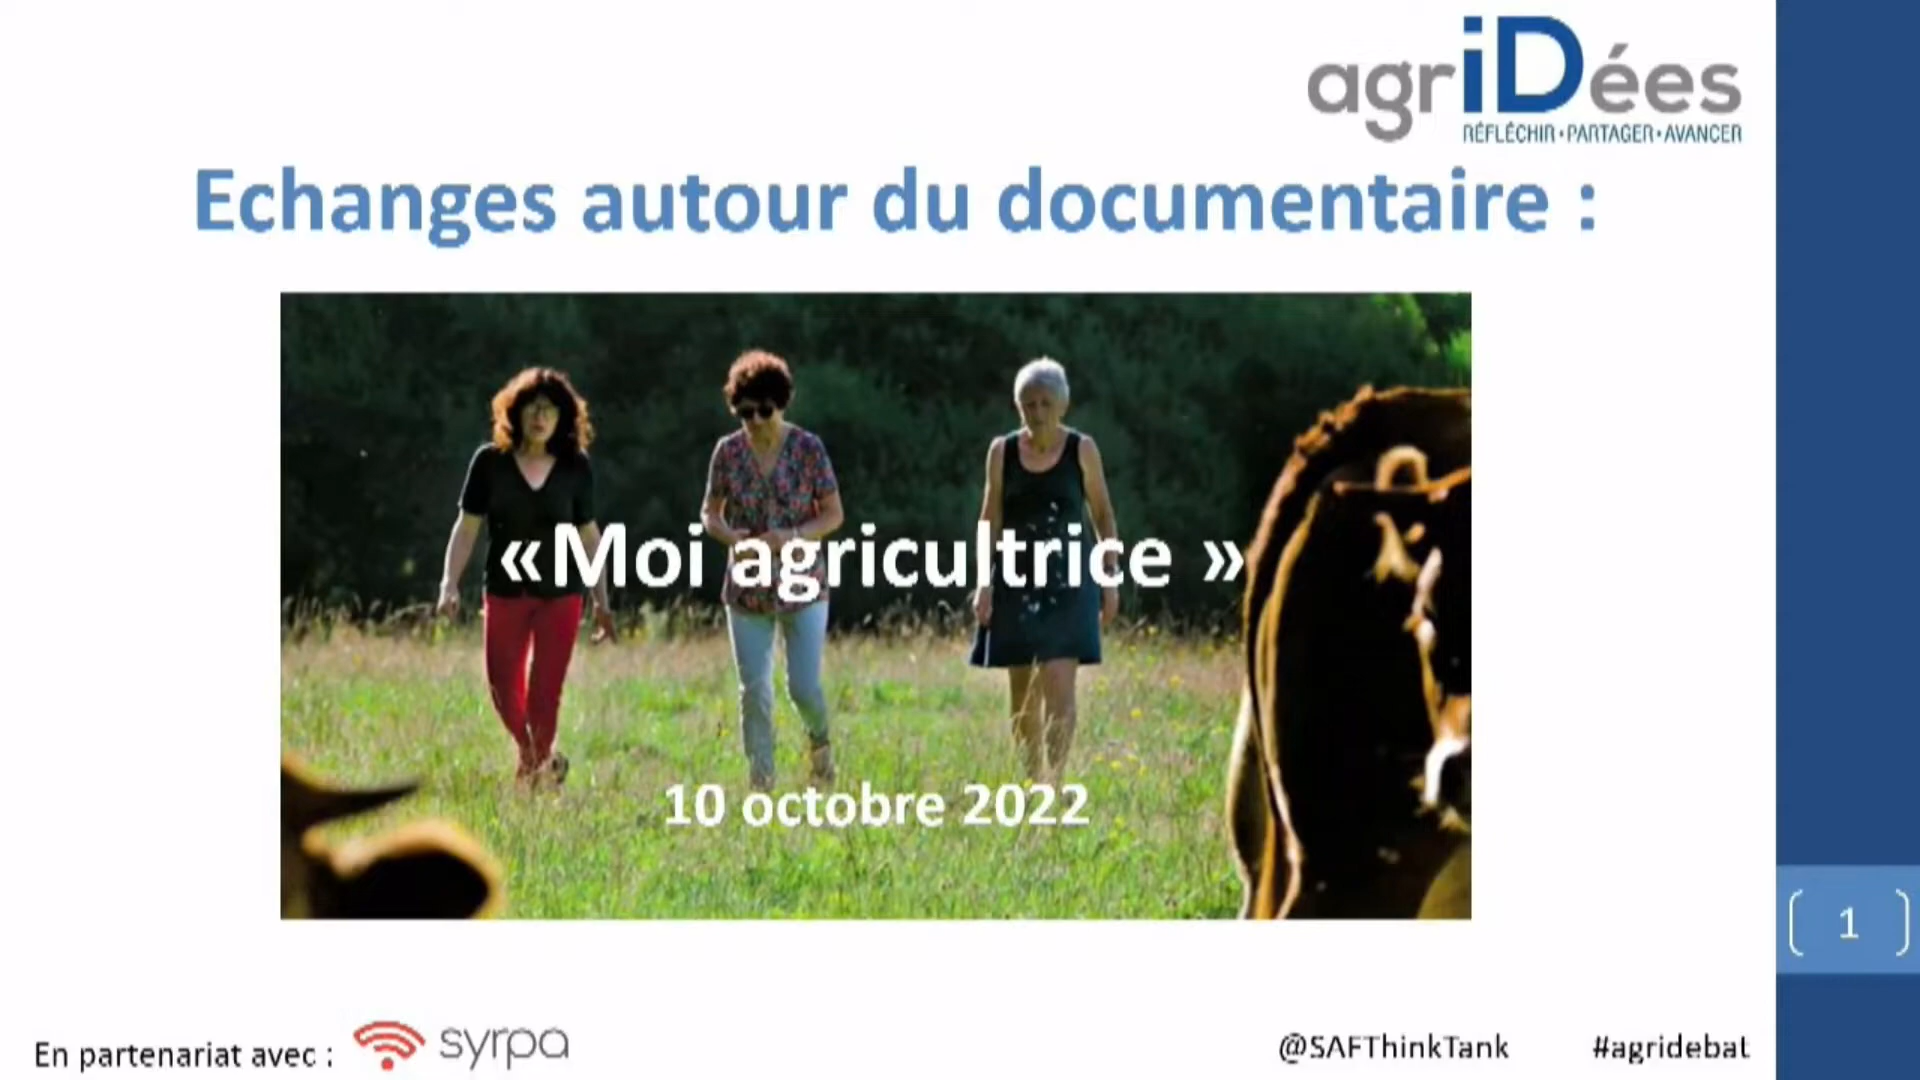 agriDées
RÉFLÉCHIR • PARTAGER • AVANCER
Echanges autour du documentaire :
«Moi agricultrice »
10 octobre 2022
1
En partenariat avec : syrpa
@SAFThinkTank #agridebat